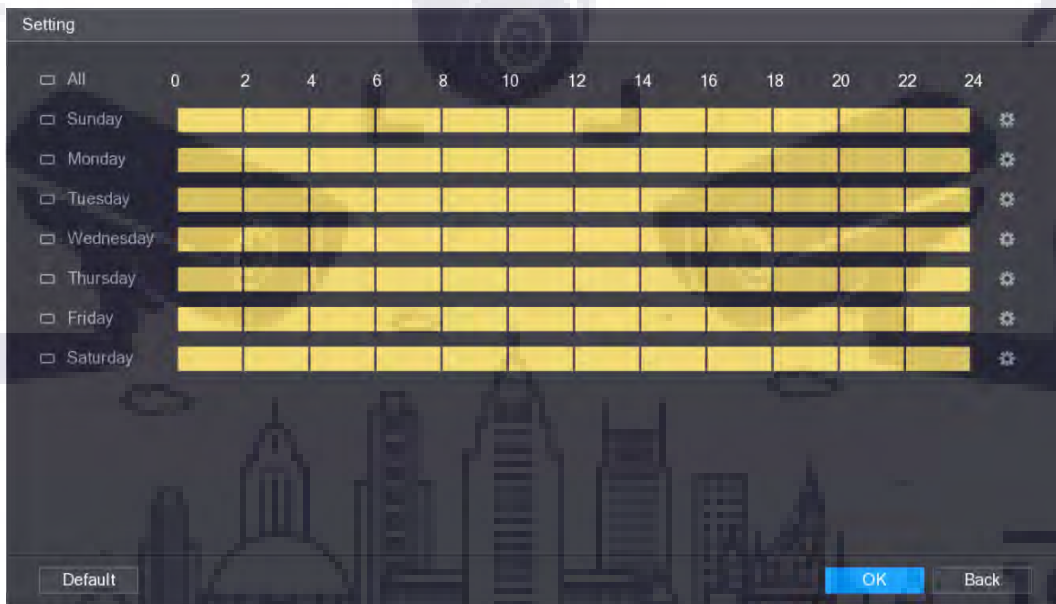 Setting
All 0 2 4 6 8 10 12 14 16 18 20 22 24
Sunday
Monday
Tuesday
Wednesday
Thursday
Friday
Saturday
Default OK Back